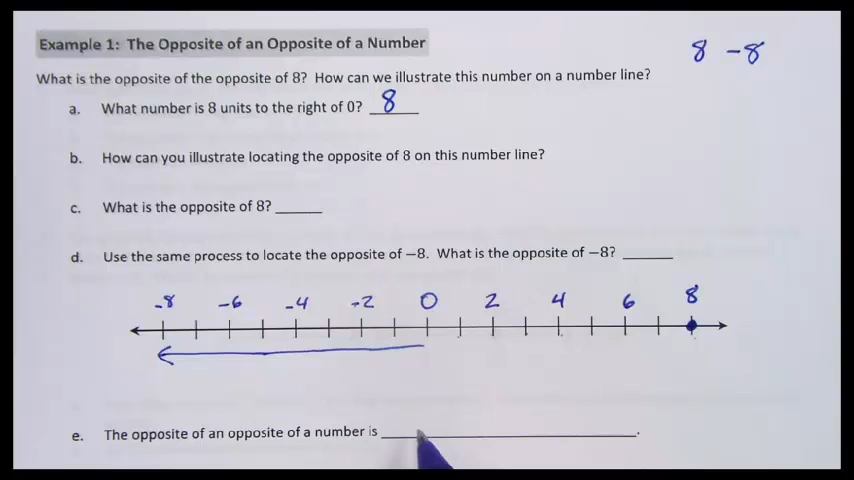 Example 1: The Opposite of an Opposite of a Number
8 -8
What is the opposite of the opposite of 8? How can we illustrate this number on a number line?
a. What number is 8 units to the right of 0? 8
b. How can you illustrate locating the opposite of 8 on this number line?
c. What is the opposite of 8? ______
d. Use the same process to locate the opposite of −8. What is the opposite of −8? ______
-8 -6 -4 -2 0 2 4 6 8
e. The opposite of an opposite of a number is ______.